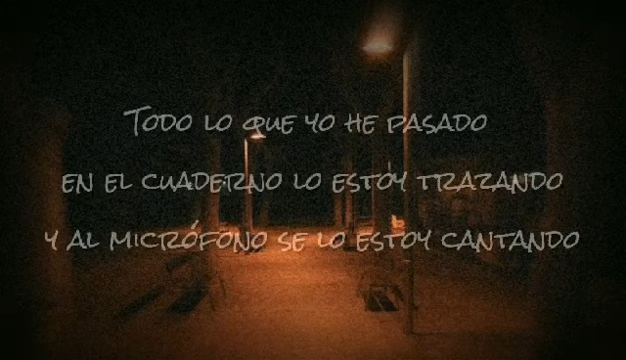 Todo lo que yo he pasado
en el cuaderno lo estoy trazando
y al micrófono se lo estoy cantando